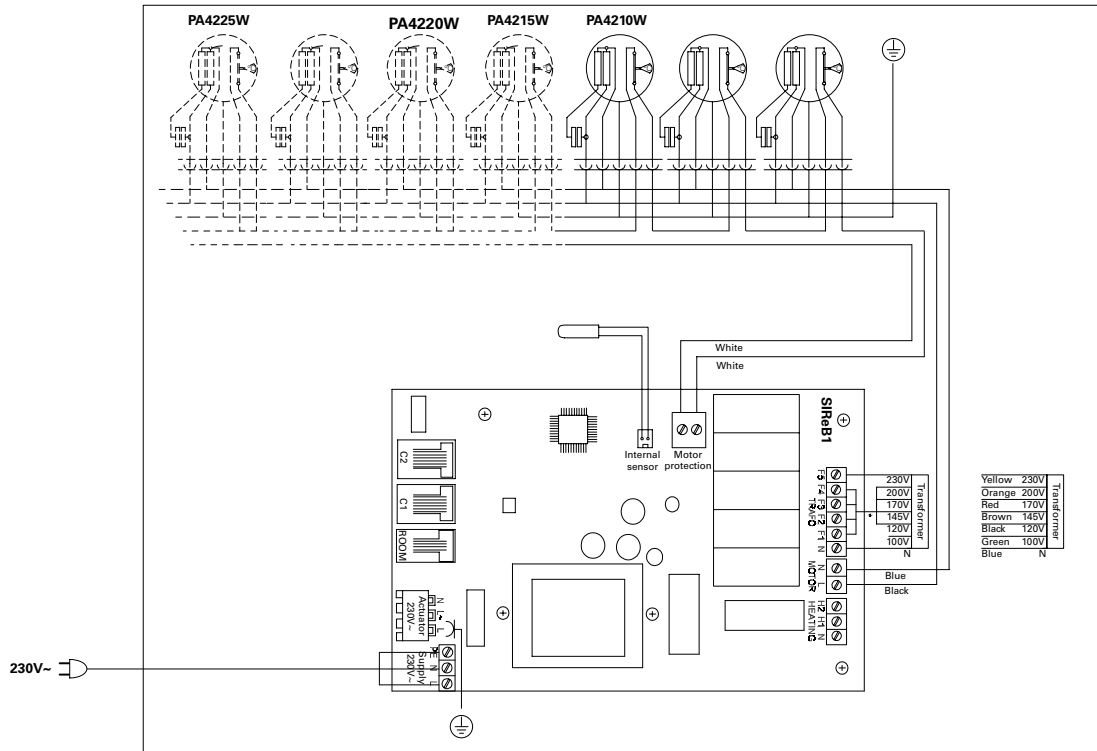 PA4225W
PA4220W
PA4215W
PA4210W
White
White
SIReB1
C2
C1
ROOM
Internal
sensor
Motor
protection
F5
F4
F3
F2
F1
N
TRAFO
N
L
MOTOR
H2
H1
N
HEATING
230V
200V
170V
145V
120V
100V
N
*
Transformer
Blue
Black
Yellow 230V
Orange 200V
Red 170V
Brown 145V
Black 120V
Green 100V
Blue N
Transformer
Actuator
230V~
N
L*
L
PE
N
L
Supply
230V~
230V~